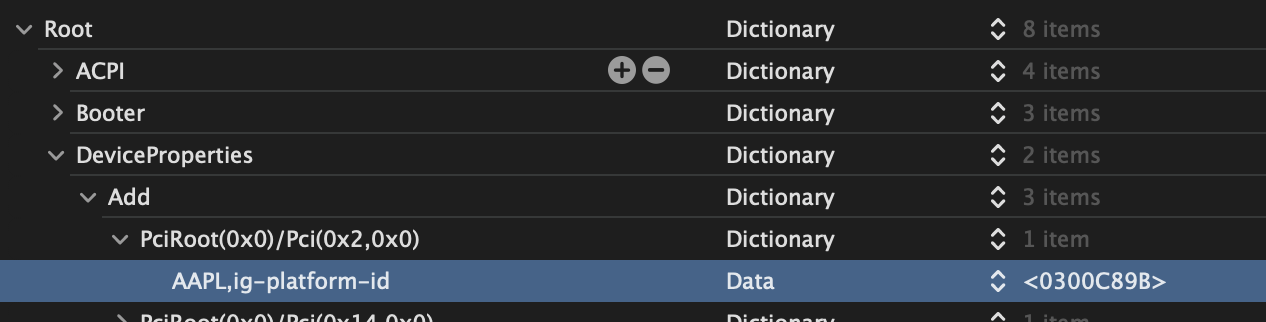 Root Dictionary 8 items
ACPI Dictionary 4 items
Booter Dictionary 3 items
DeviceProperties Dictionary 2 items
Add Dictionary 3 items
PciRoot(0x0)/Pci(0x2,0x0) Dictionary 1 item
AAPL,ig-platform-id Data <0300C89B>
PciRoot(0x0)/Pci(0x14,0x0) Dictionary 1 item